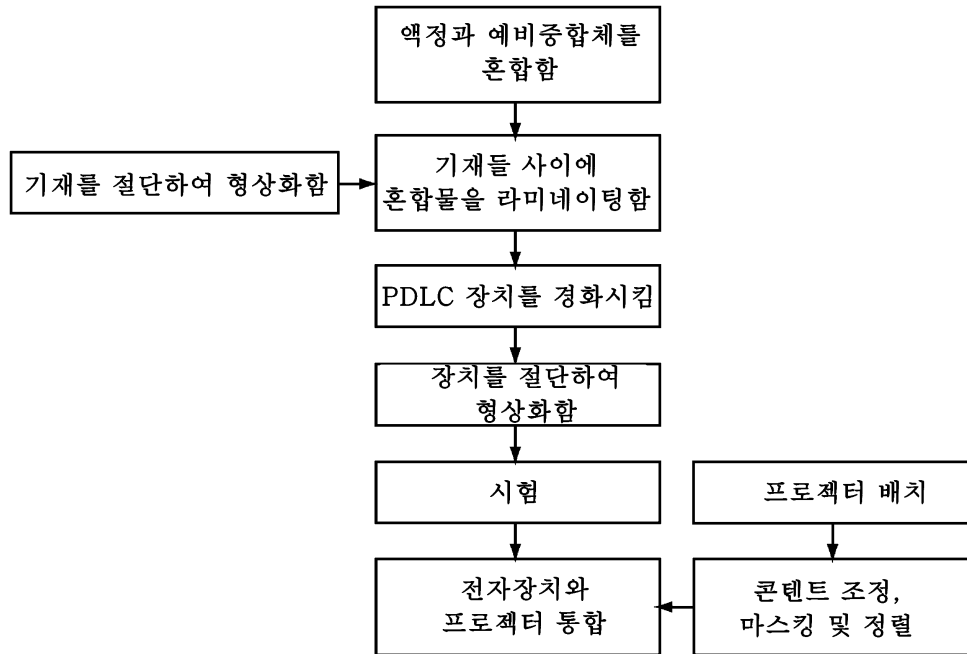 액정과 예비중합체를
혼합함
기재를 절단하여 형상화함
기재들 사이에
혼합물을 라미네이팅함
PDLC 장치를 경화시킴
장치를 절단하여
형상화함
시험
프로젝터 배치
전자장치와
프로젝터 통합
콘텐트 조정,
마스킹 및 정렬